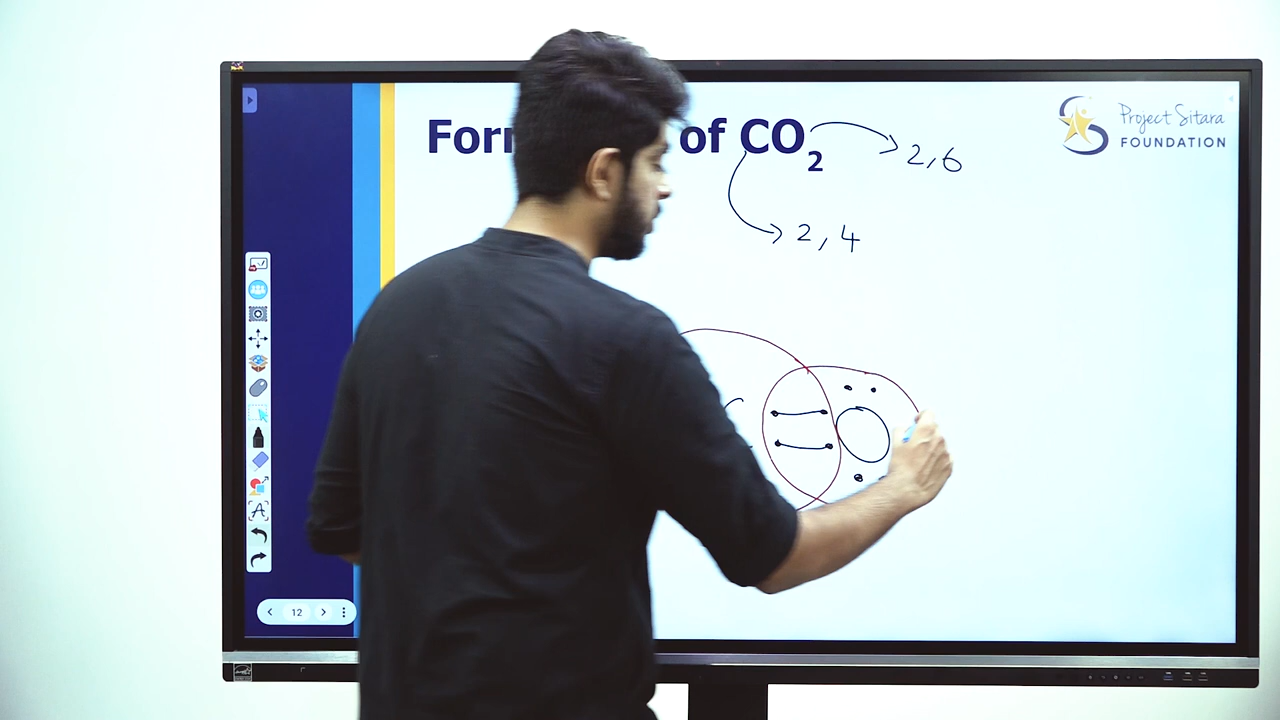 For of CO₂
2,6
Project Sitara
FOUNDATION
2,4
A
12